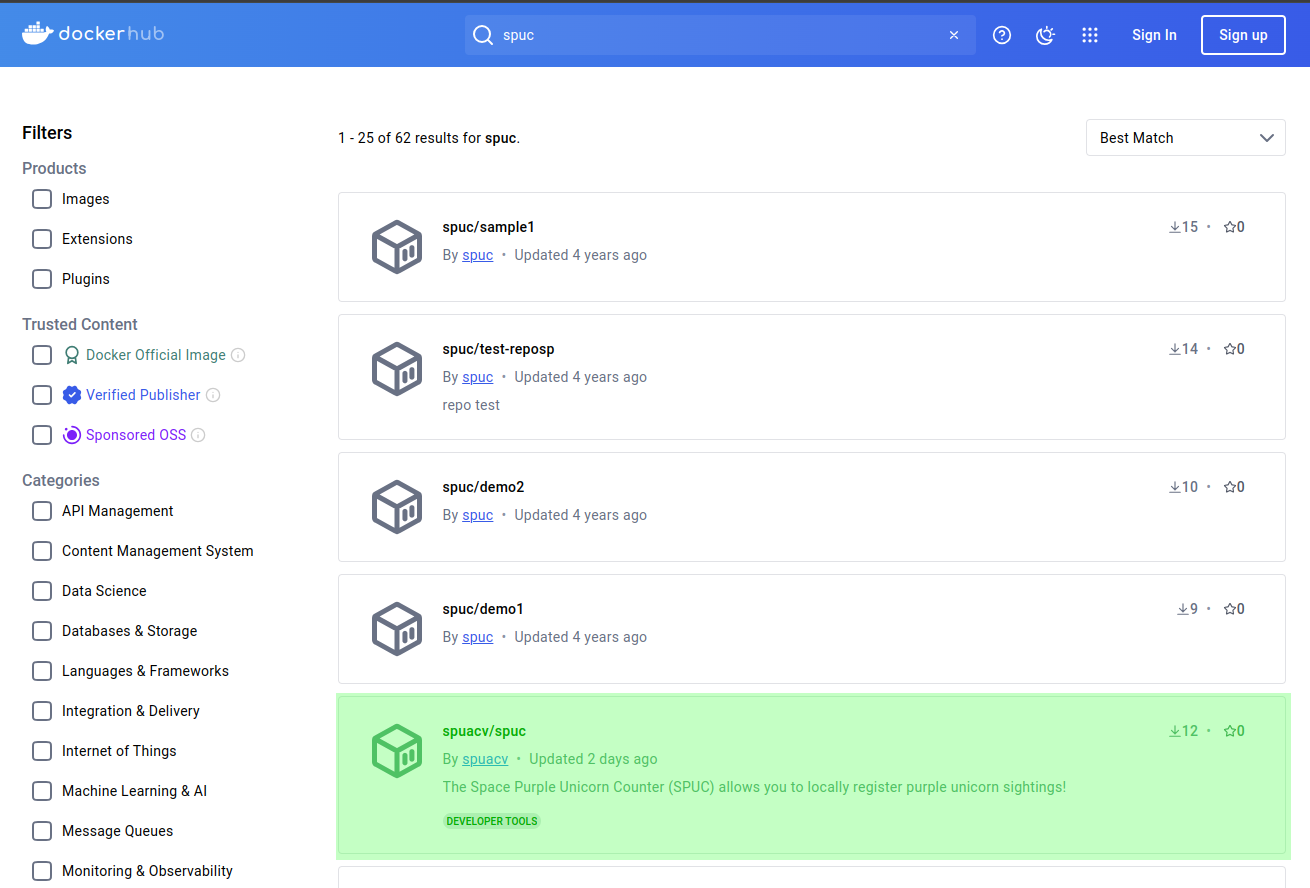 dockerhub
spuc
Sign In
Sign up
Filters
Products
Images
Extensions
Plugins
Trusted Content
Docker Official Image
Verified Publisher
Sponsored OSS
Categories
API Management
Content Management System
Data Science
Databases & Storage
Languages & Frameworks
Integration & Delivery
Internet of Things
Machine Learning & AI
Message Queues
Monitoring & Observability
1 - 25 of 62 results for spuc.
Best Match
spuc/sample1
15 • 0
By spuc • Updated 4 years ago
spuc/test-reposp
14 • 0
By spuc • Updated 4 years ago
repo test
spuc/demo2
10 • 0
By spuc • Updated 4 years ago
spuc/demo1
9 • 0
By spuc • Updated 4 years ago
spuacv/spuc
12 • 0
By spuacv • Updated 2 days ago
The Space Purple Unicorn Counter (SPUC) allows you to locally register purple unicorn sightings!
DEVELOPER TOOLS